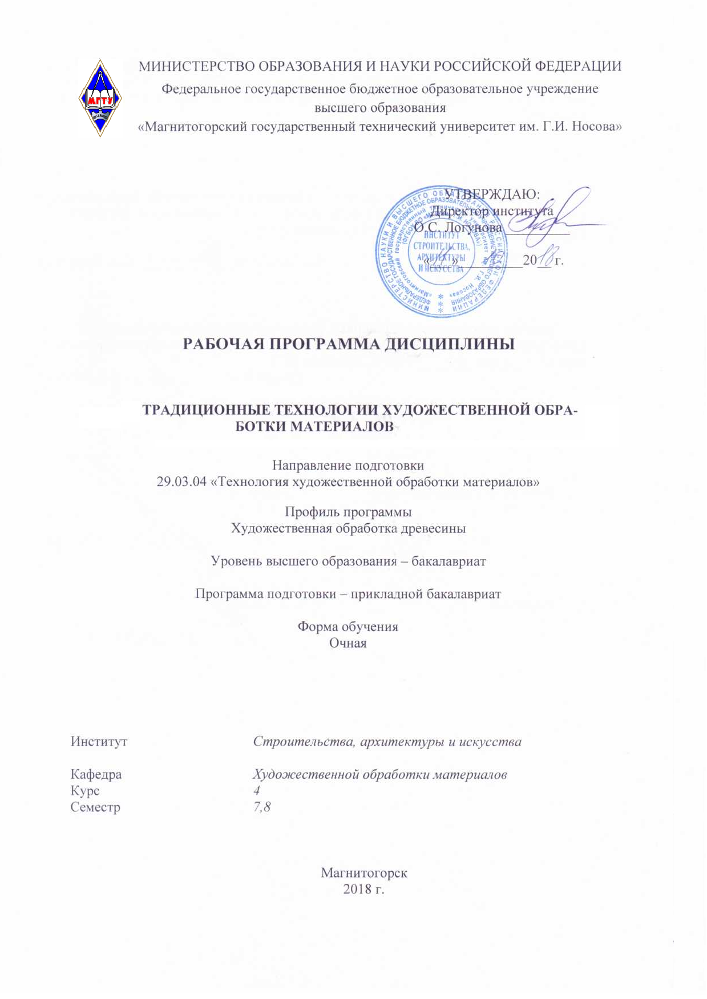 МИНИСТЕРСТВО ОБРАЗОВАНИЯ И НАУКИ РОССИЙСКОЙ ФЕДЕРАЦИИ
Федеральное государственное бюджетное образовательное учреждение
высшего образования
«Магнитогорский государственный технический университет им. Г.И. Носова»
МГТУ
УТВЕРЖДАЮ:
Директор института
О.С. Логунова ________
«11» ________ 2018 г.
ИНСТИТУТ
СТРОИТЕЛЬСТВА,
АРХИТЕКТУРЫ
И ИСКУССТВА
РАБОЧАЯ ПРОГРАММА ДИСЦИПЛИНЫ
ТРАДИЦИОННЫЕ ТЕХНОЛОГИИ ХУДОЖЕСТВЕННОЙ ОБРА-
БОТКИ МАТЕРИАЛОВ
Направление подготовки
29.03.04 «Технология художественной обработки материалов»
Профиль программы
Художественная обработка древесины
Уровень высшего образования – бакалавриат
Программа подготовки – прикладной бакалавриат
Форма обучения
Очная
Институт Строительства, архитектуры и искусства
Кафедра Художественной обработки материалов
Курс 4
Семестр 7,8
Магнитогорск
2018 г.